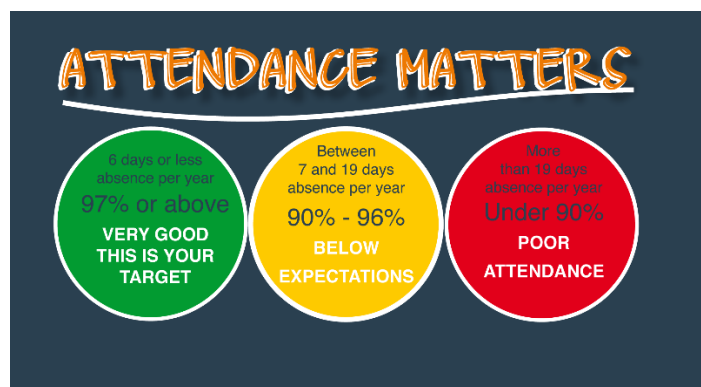 ATTENDANCE MATTERS
6 days or less
absence per year
97% or above
VERY GOOD
THIS IS YOUR
TARGET
Between
7 and 19 days
absence per year
90% - 96%
BELOW
EXPECTATIONS
More
than 19 days
absence per year
Under 90%
POOR
ATTENDANCE